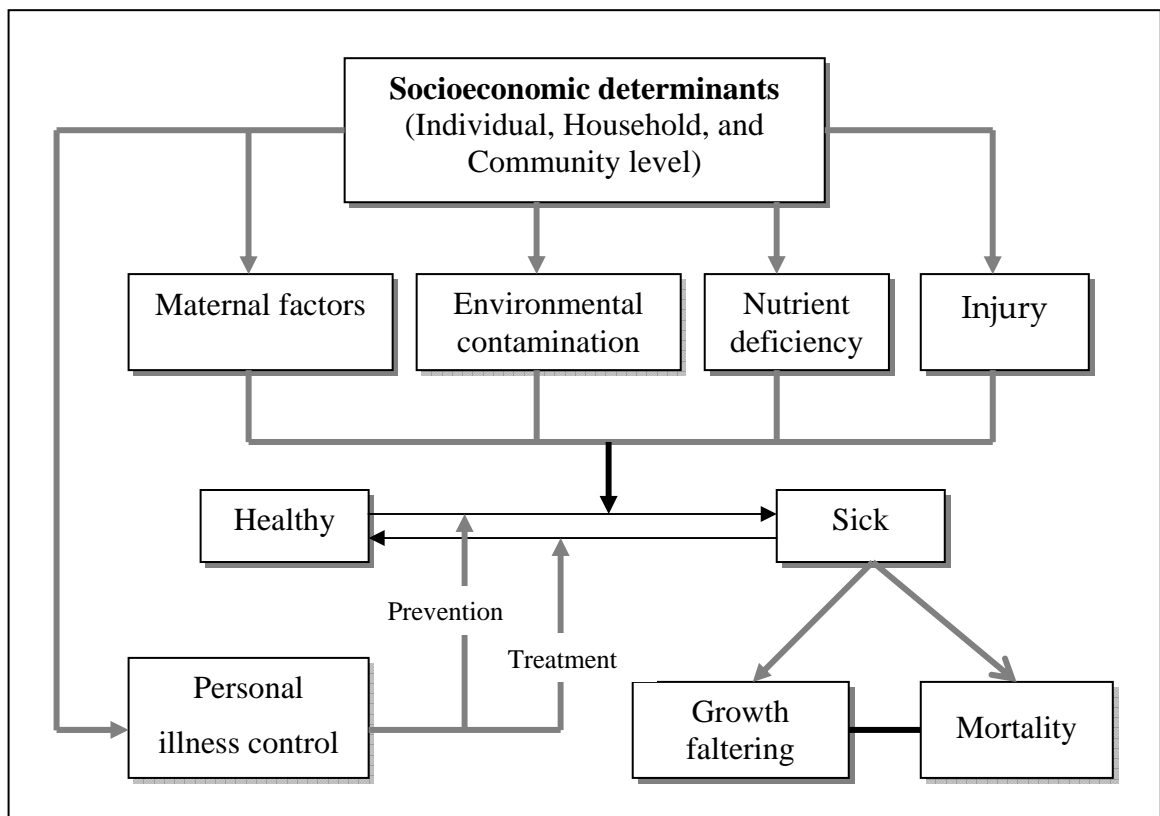 Socioeconomic determinants
(Individual, Household, and
Community level)
Maternal factors
Environmental
contamination
Nutrient
deficiency
Injury
Healthy
Sick
Prevention
Treatment
Personal
illness control
Growth
faltering
Mortality